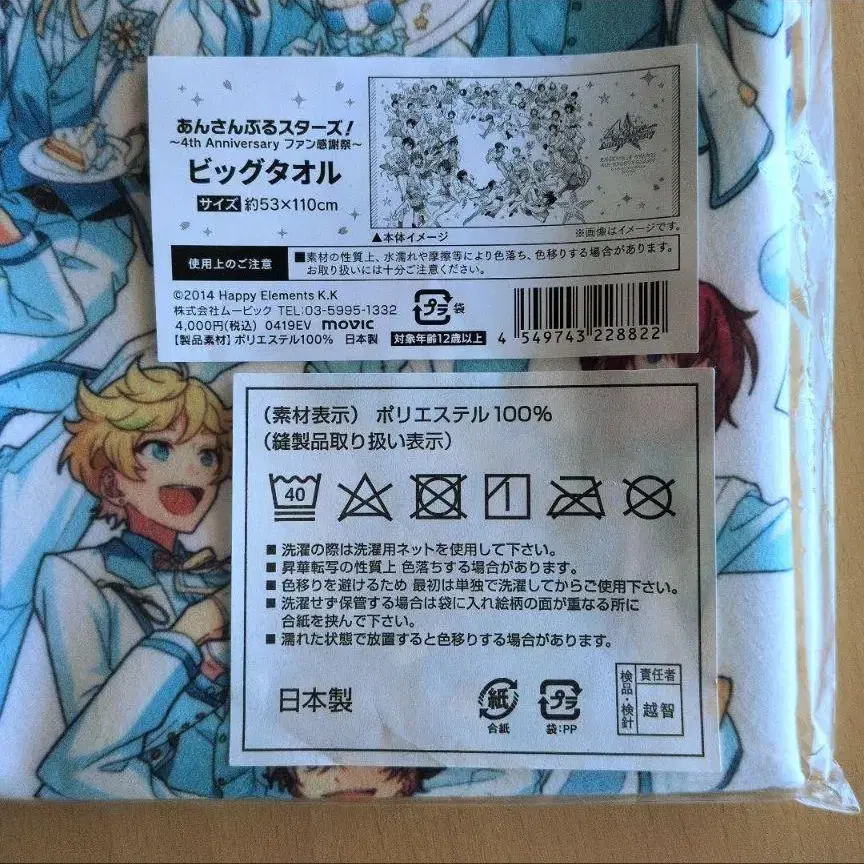 あんさんぶるスターズ!
～4th Anniversary ファン感謝祭～
ビッグタオル
サイズ 約53×110cm
▲本体イメージ
※画像はイメージです。
使用上のご注意
■素材の性質上、水濡れや摩擦等により色落ち、色移りする場合があります。
お取り扱いには十分ご注意ください。
©2014 Happy Elements K.K
株式会社ムービック TEL:03-5995-1332
4,000円(税込) 0419EV movic
【製品素材】ポリエステル100% 日本製 対象年齢12歳以上
プラ 袋
4 549743 228822
(素材表示) ポリエステル100%
(縫製品取り扱い表示)
40
■ 洗濯の際は洗濯用ネットを使用して下さい。
■ 昇華転写の性質上 色落ちする場合があります。
■ 色移りを避けるため 最初は単独で洗濯してからご使用下さい。
■ 洗濯せず保管する場合は袋に入れ絵柄の面が重なる所に
合紙を挟んで下さい。
■ 濡れた状態で放置すると色移りする場合があります。
日本製
紙
合紙
プラ
袋:PP
検品・検針
責任者
越智